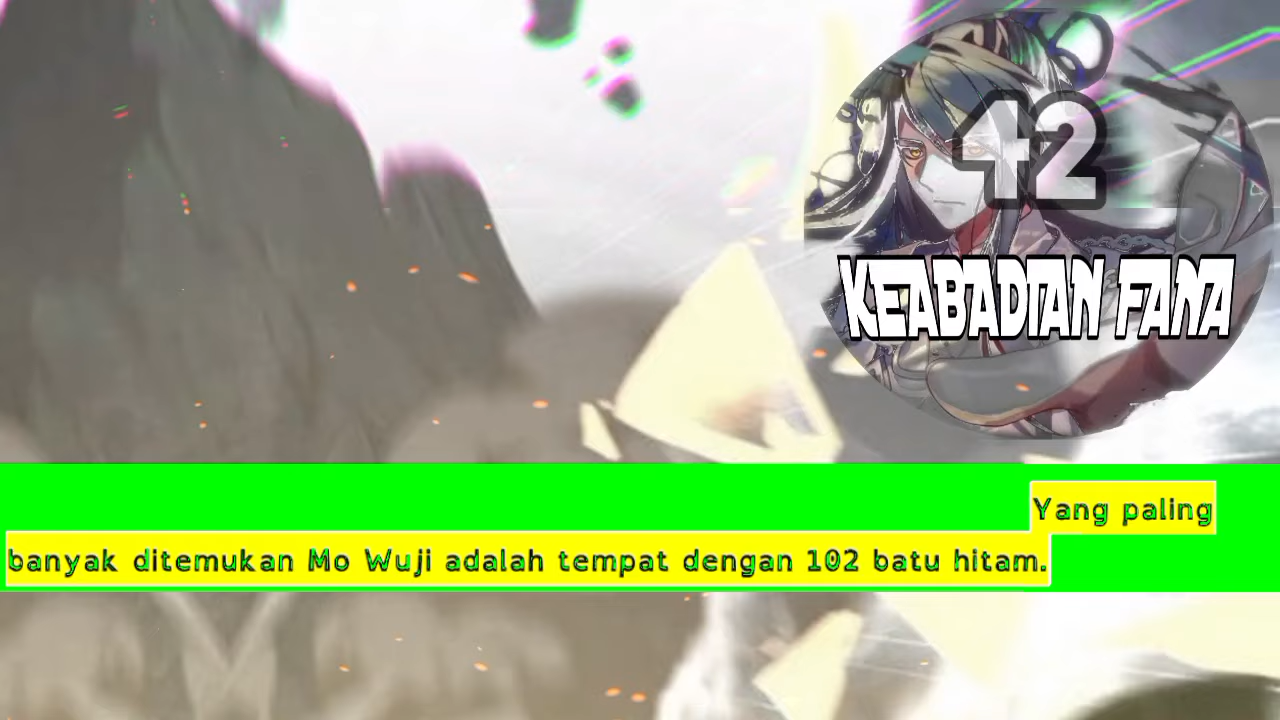 42
KEABADIAN FANA
Yang paling
banyak ditemukan Mo Wuji adalah tempat dengan 102 batu hitam.